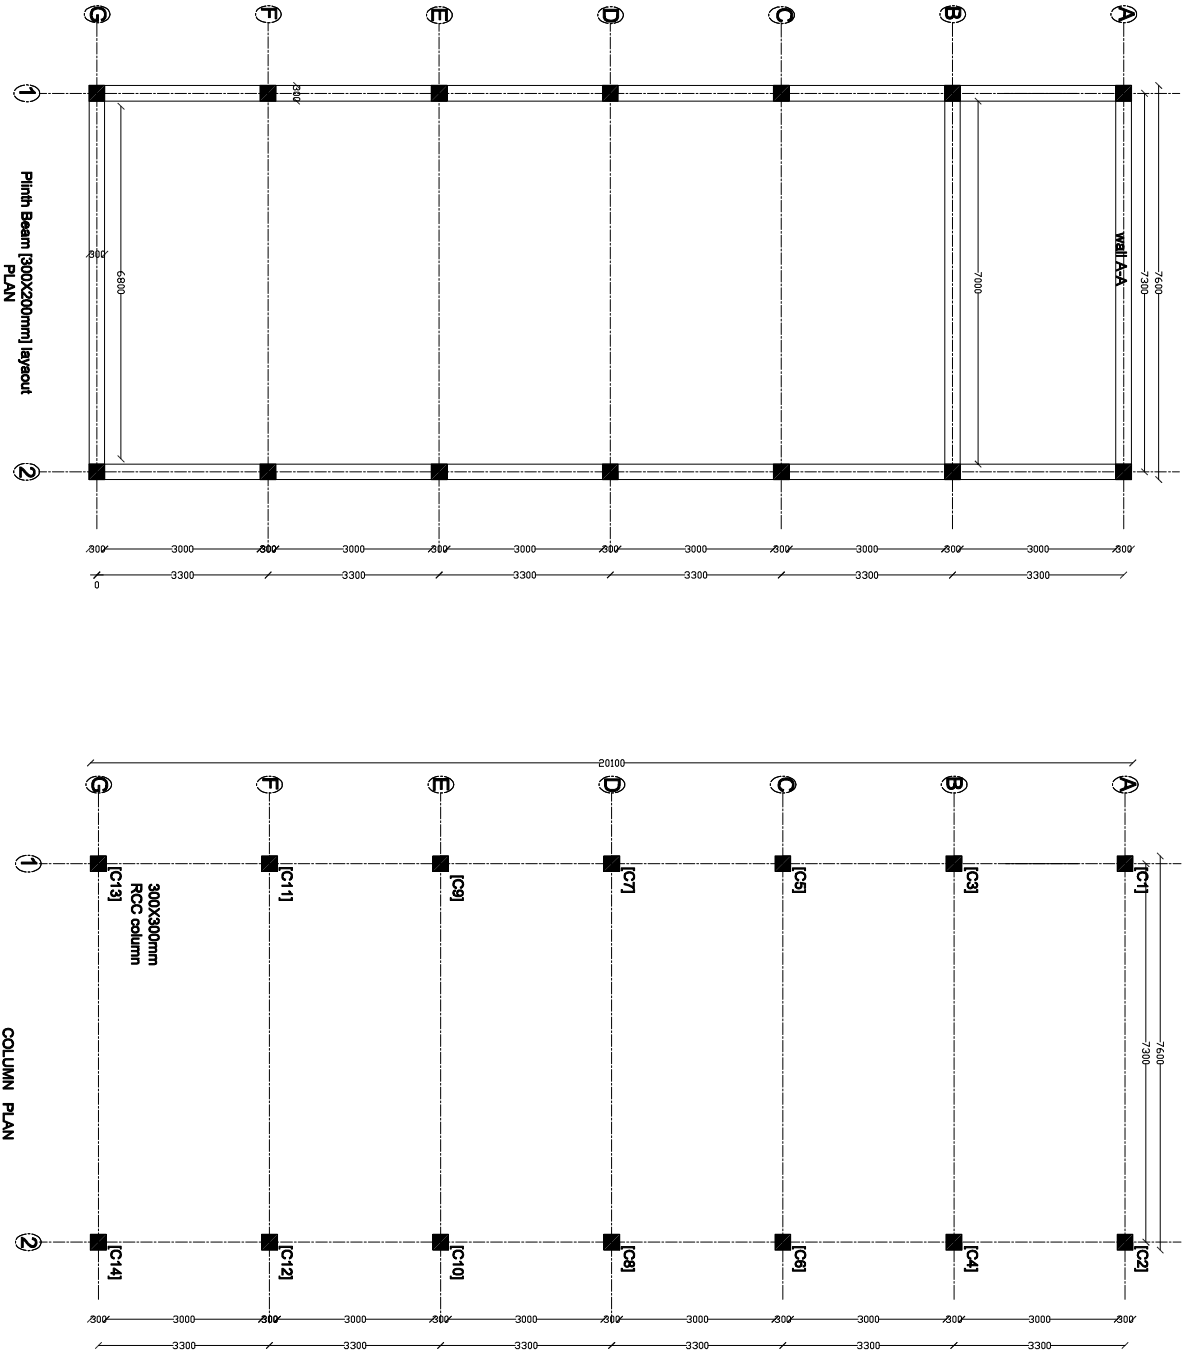 7600
7300
A
wall A-A
300
3000
3300
B
7000
300
3000
3300
C
300
3000
3300
D
300
3000
3300
E
300
3000
3300
300
F
300
3000
3300
6800
300
G
300
0
1
2
Plinth Beam [300X200mm] layaout
PLAN
7600
7300
A
[C1]
[C2]
300
3000
3300
B
[C3]
[C4]
300
3000
3300
C
[C5]
[C6]
300
3000
3300
20100
D
[C7]
[C8]
300
3000
3300
E
[C9]
[C10]
300
3000
3300
F
[C11]
[C12]
300
3000
3300
300X300mm
RCC column
G
[C13]
[C14]
300
1
2
COLUMN PLAN